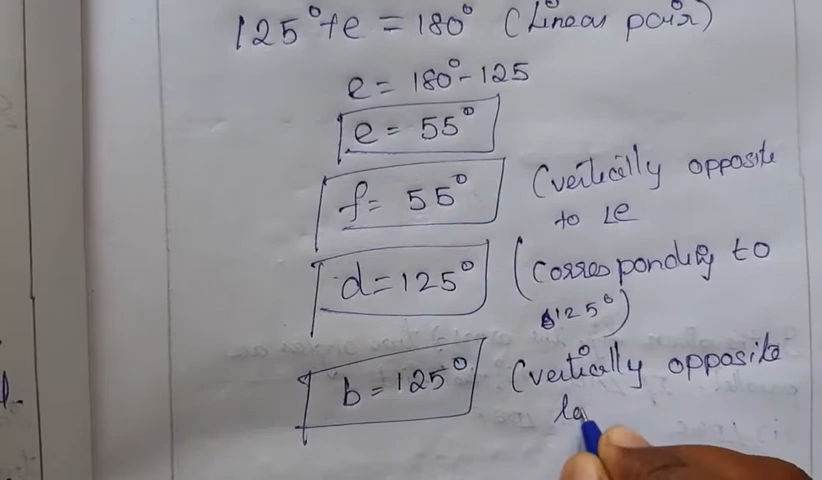 125°+e = 180° (Linear pair)
e = 180° - 125
e = 55°
f = 55° (vertically opposite
to ∠e
d = 125° (corresponding to
125°)
b = 125° (vertically opposite